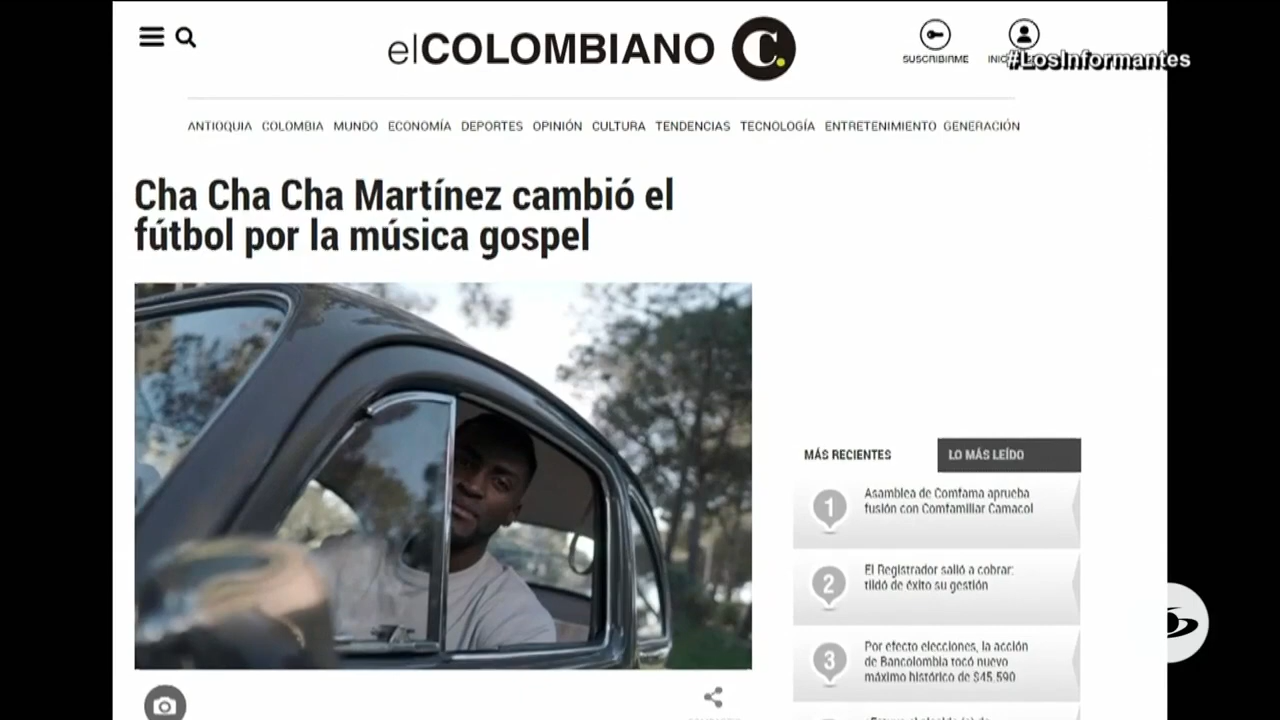 elCOLOMBIANO C.
SUSCRIBIRME
#LosInformantes
ANTIOQUIA COLOMBIA MUNDO ECONOMÍA DEPORTES OPINIÓN CULTURA TENDENCIAS TECNOLOGÍA ENTRETENIMIENTO GENERACIÓN
Cha Cha Cha Martínez cambió el
fútbol por la música gospel
MÁS RECIENTES
LO MÁS LEÍDO
1
Asamblea de Comfama aprueba
fusión con Comfamiliar Camacol
2
El Registrador salió a cobrar:
tildó de éxito su gestión
3
Por efecto elecciones, la acción
de Bancolombia tocó nuevo
máximo histórico de $45.590